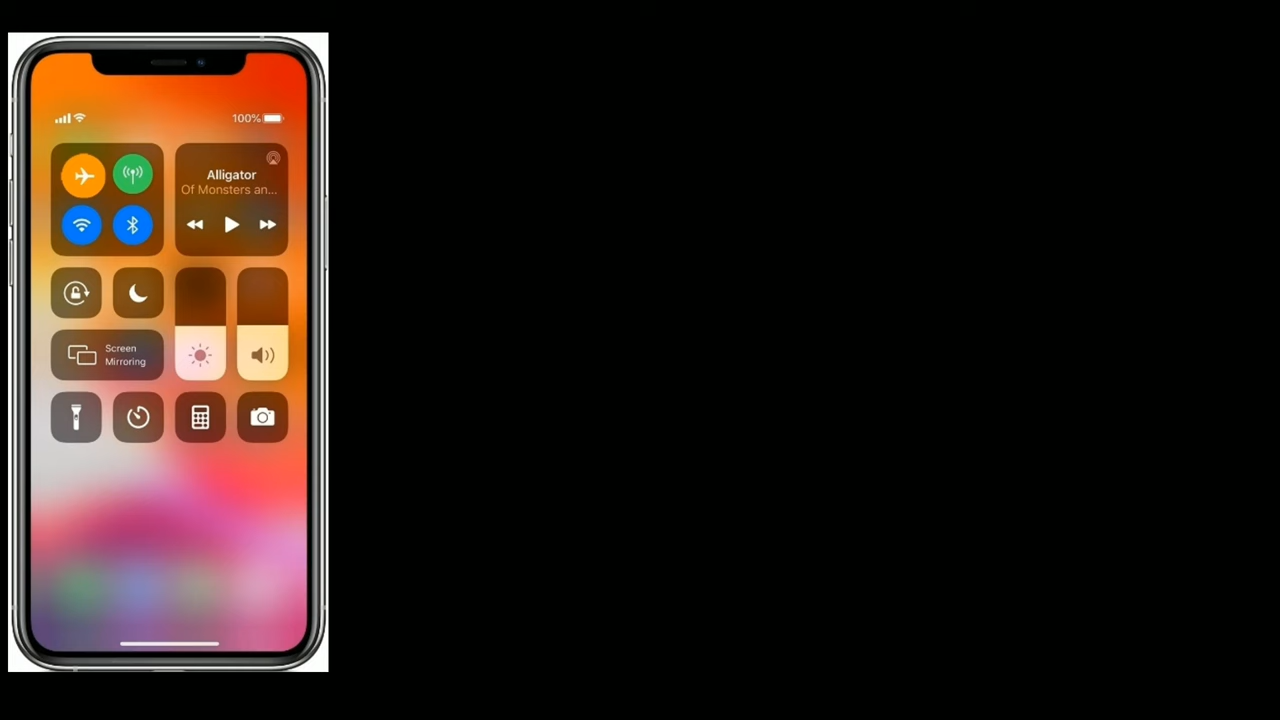 100%
Alligator
Of Monsters an...
Screen
Mirroring